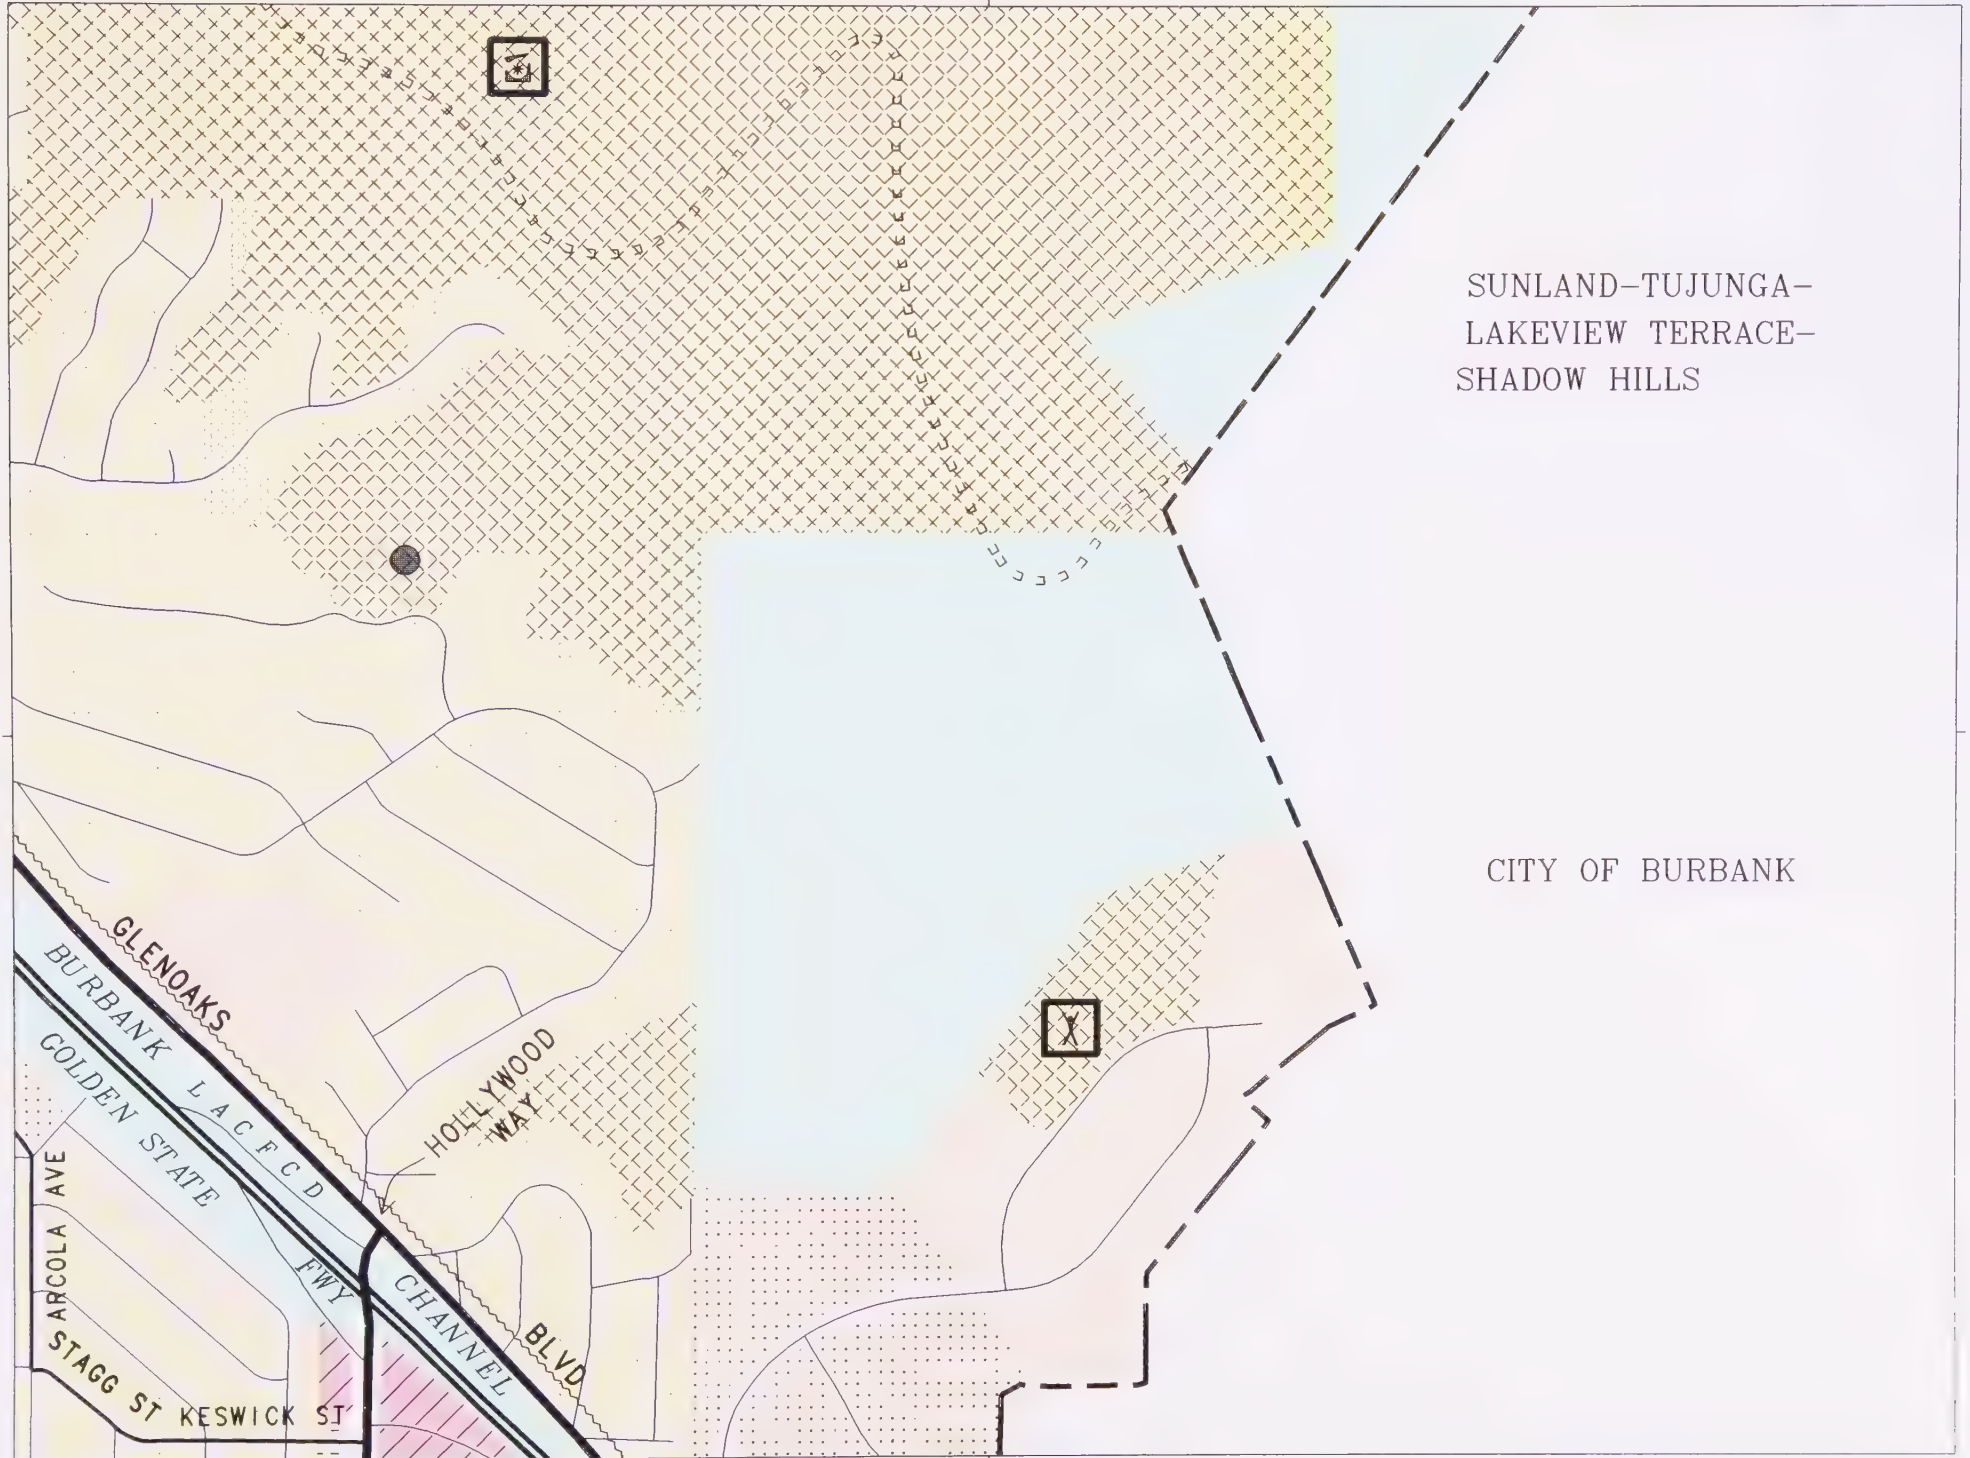 SUNLAND-TUJUNGA-
LAKEVIEW TERRACE-
SHADOW HILLS
CITY OF BURBANK
GLENOAKS
BLVD
BURBANK
L A C F C D
CHANNEL
GOLDEN STATE
FWY
HOLLYWOOD
WAY
ARCOLA AVE
STAGG ST
KESWICK ST